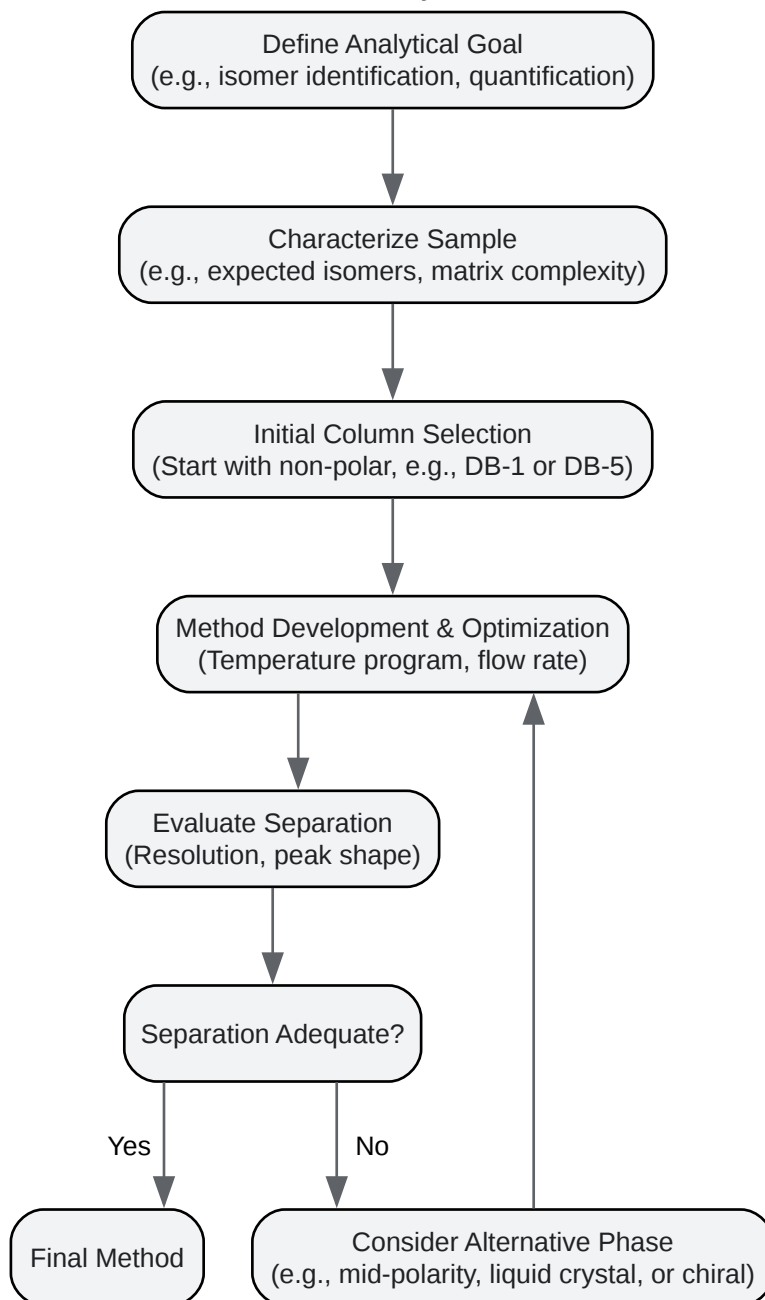 Define Analytical Goal
(e.g., isomer identification, quantification)
Characterize Sample
(e.g., expected isomers, matrix complexity)
Initial Column Selection
(Start with non-polar, e.g., DB-1 or DB-5)
Method Development & Optimization
(Temperature program, flow rate)
Evaluate Separation
(Resolution, peak shape)
Separation Adequate?
Yes
No
Final Method
Consider Alternative Phase
(e.g., mid-polarity, liquid crystal, or chiral)